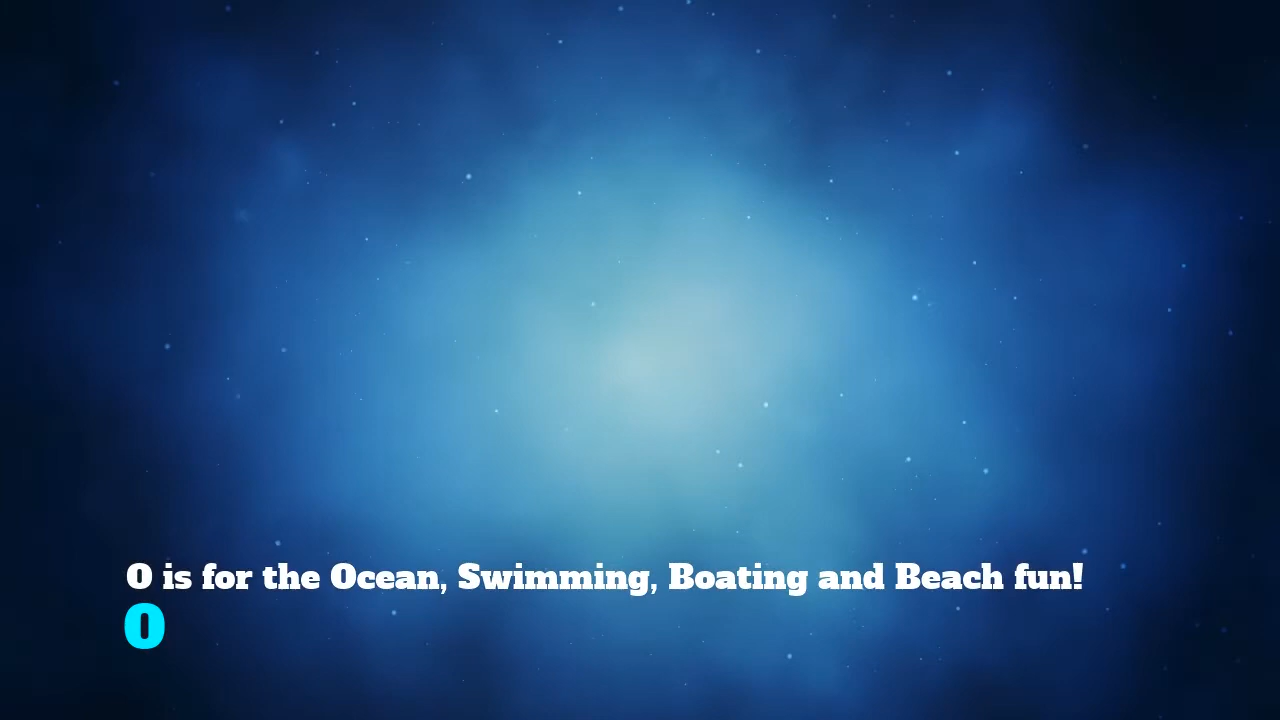 O is for the Ocean, Swimming, Boating and Beach fun!
O